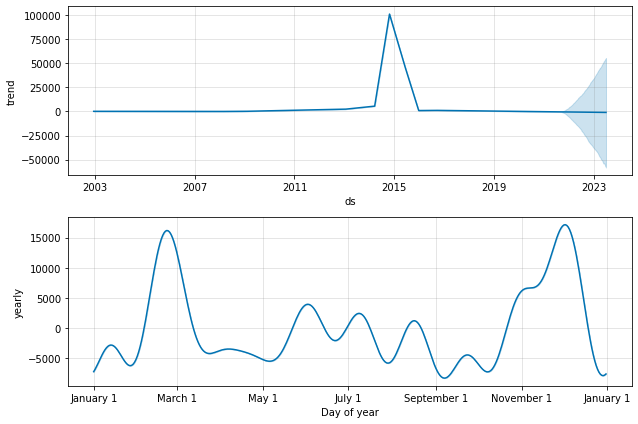 100000
75000
50000
25000
0
−25000
−50000
trend
2003 2007 2011 2015 2019 2023
ds
15000
10000
5000
0
−5000
yearly
January 1 March 1 May 1 July 1 September 1 November 1 January 1
Day of year